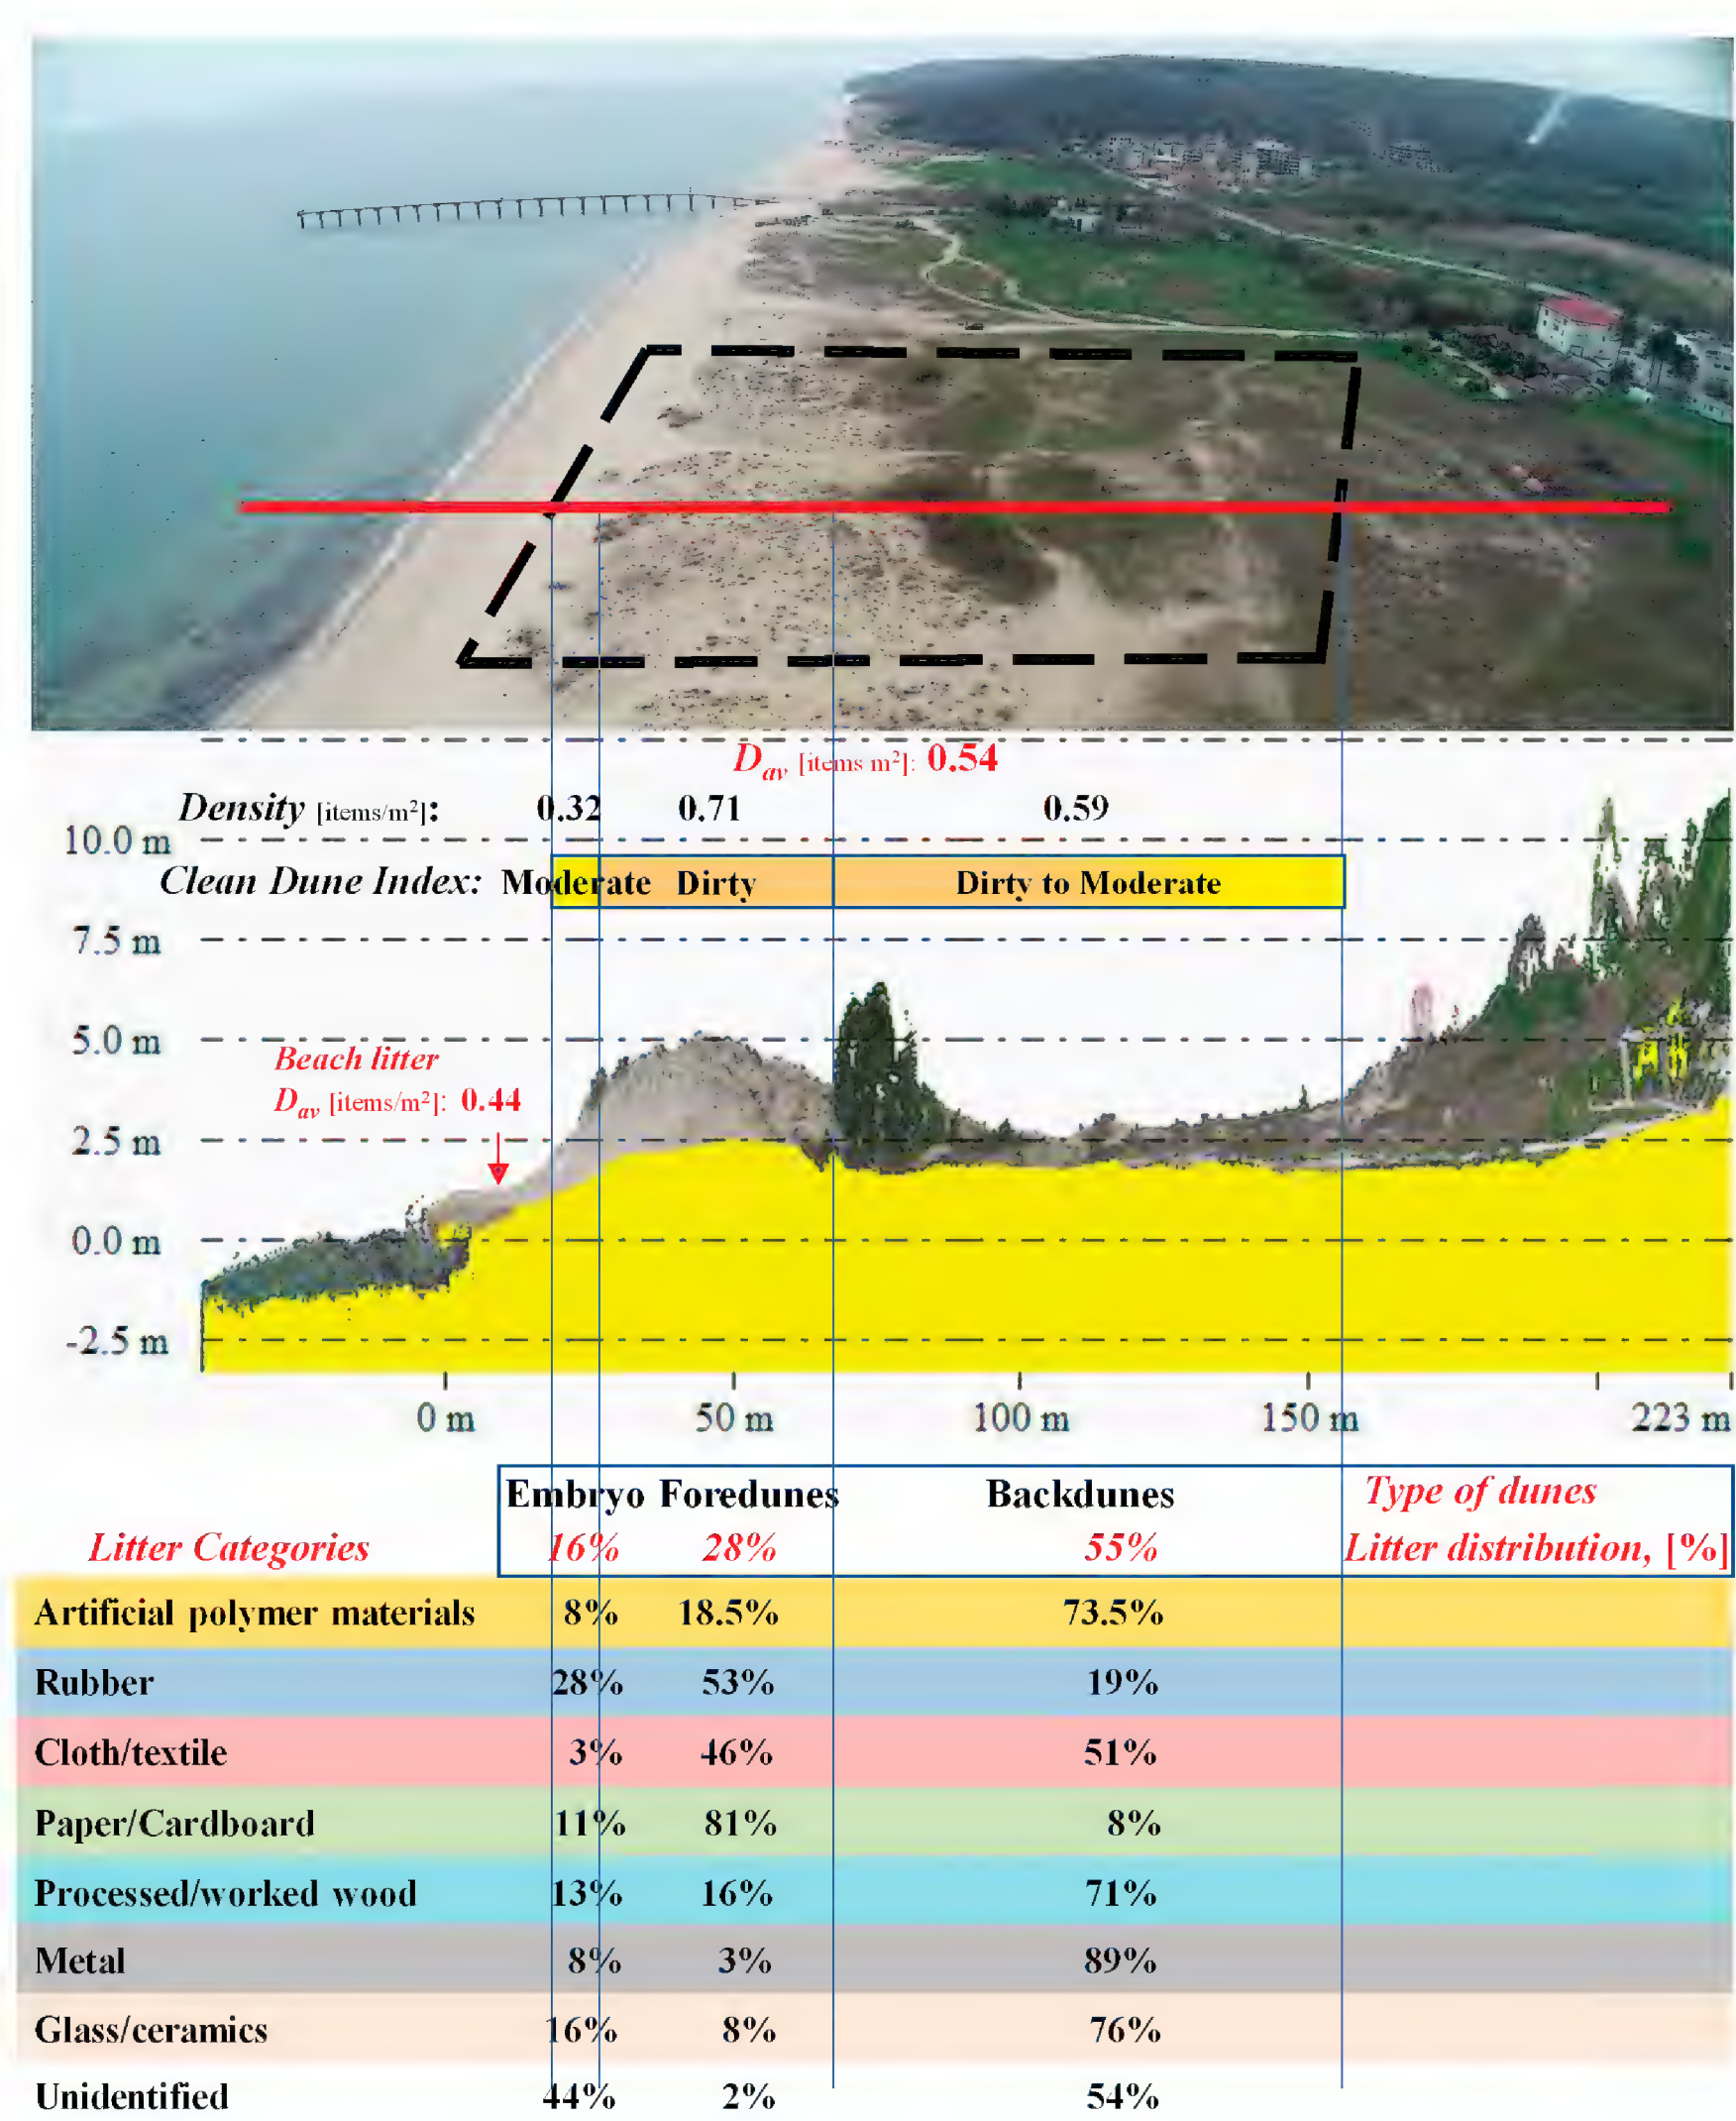 D_av [items m²]: 0.54
Density [items/m²]: 0.32 0.71 0.59
10.0 m
Clean Dune Index: Moderate Dirty Dirty to Moderate
7.5 m
5.0 m
Beach litter
D_av [items/m²]: 0.44
2.5 m
0.0 m
-2.5 m
0 m 50 m 100 m 150 m 223 m
Embryo Foredunes Backdunes Type of dunes
Litter Categories 16% 28% 55% Litter distribution, [%]
Artificial polymer materials 8% 18.5% 73.5%
Rubber 28% 53% 19%
Cloth/textile 3% 46% 51%
Paper/Cardboard 11% 81% 8%
Processed/worked wood 13% 16% 71%
Metal 8% 3% 89%
Glass/ceramics 16% 8% 76%
Unidentified 44% 2% 54%